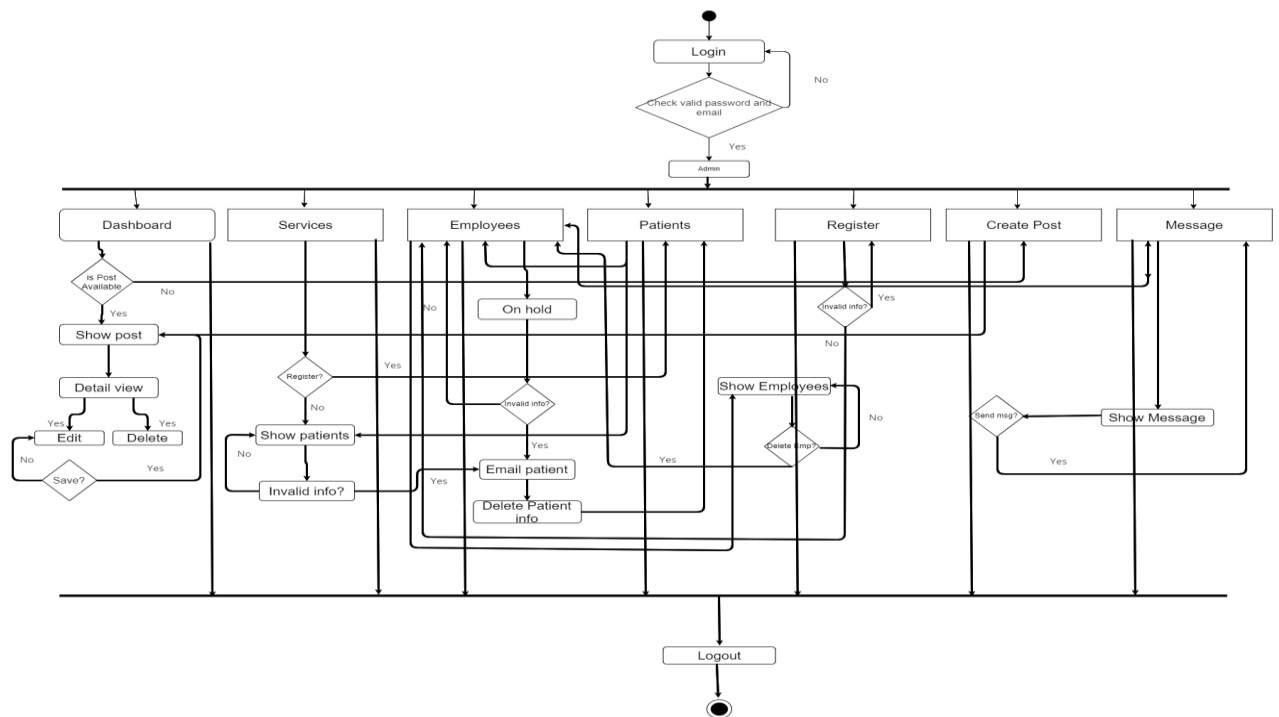 Login
No
Check valid password and
email
Yes
Admin
Dashboard
Services
Employees
Patients
Register
Create Post
Message
is Post
Available
No
Yes
On hold
No
Invalid info?
Yes
Show post
No
Register?
Yes
Detail view
No
Invalid info?
Show Employees
Yes
Yes
Edit
Delete
Show patients
No
Send msg?
Show Message
Delete Emp?
No
Yes
Save?
Yes
No
Invalid info?
Yes
Yes
Email patient
Yes
Delete Patient
info
Logout